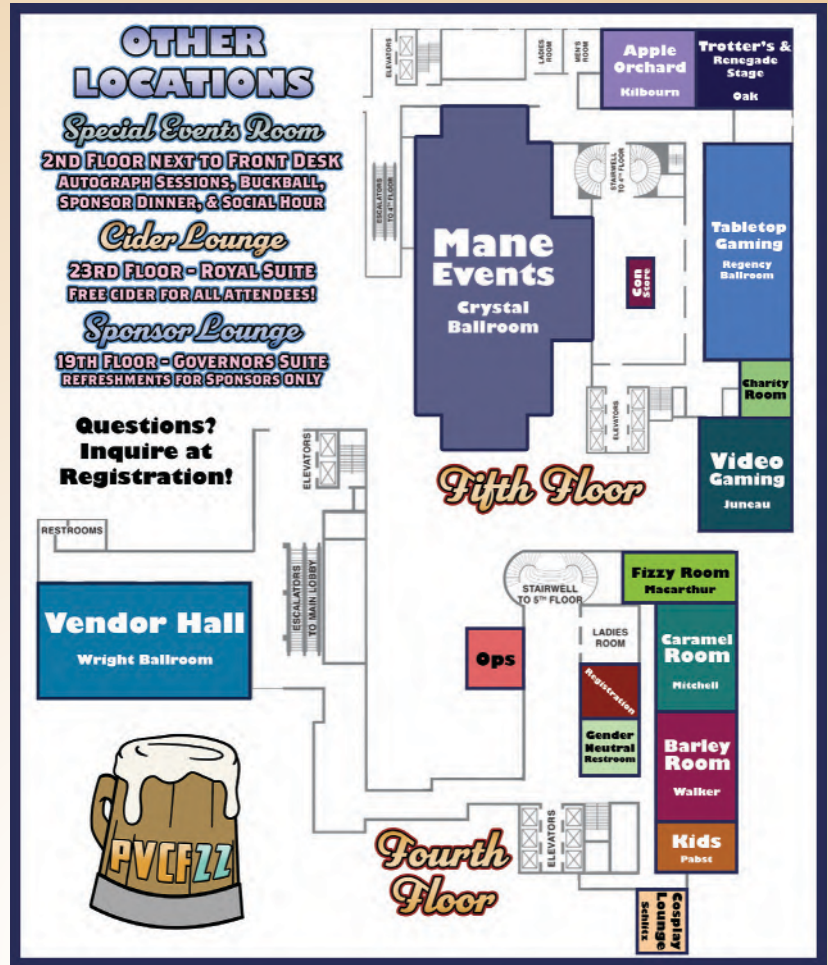 OTHER
LOCATIONS
Special Events Room
2ND FLOOR NEXT TO FRONT DESK
AUTOGRAPH SESSIONS, BUCKBALL,
SPONSOR DINNER, & SOCIAL HOUR
Cider Lounge
23RD FLOOR - ROYAL SUITE
FREE CIDER FOR ALL ATTENDEES!
Sponsor Lounge
19TH FLOOR - GOVERNORS SUITE
REFRESHMENTS FOR SPONSORS ONLY
Questions?
Inquire at
Registration!
ELEVATORS
LADIES
ROOM
MEN'S
ROOM
Apple
Orchard
Kilbourn
Trotter's &
Renegade
Stage
Oak
ESCALATORS
TO 4TH FLOOR
Mane
Events
Crystal
Ballroom
STAIRWELL
TO 4TH FLOOR
Con
Store
Tabletop
Gaming
Regency
Ballroom
Charity
Room
ELEVATORS
Video
Gaming
Juneau
Fifth Floor
ELEVATORS
RESTROOMS
ESCALATORS
TO MAIN LOBBY
Vendor Hall
Wright Ballroom
STAIRWELL
TO 5TH FLOOR
Fizzy Room
Macarthur
LADIES
ROOM
Caramel
Room
Mitchell
Ops
Registration
Gender
Neutral
Restroom
Barley
Room
Walker
Kids
Pabst
ELEVATORS
Cosplay
Lounge
Schlitz
Fourth
Floor
PVCF22